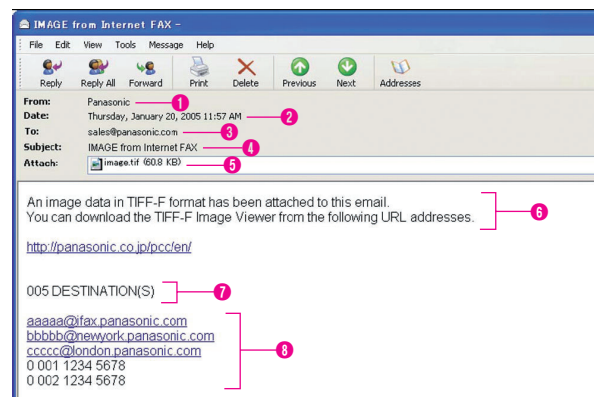 IMAGE from Internet FAX -
File Edit View Tools Message Help
Reply Reply All Forward Print Delete Previous Next Addresses
From: Panasonic 1
Date: Thursday, January 20, 2005 11:57 AM 2
To: sales@panasonic.com 3
Subject: IMAGE from Internet FAX 4
Attach: image.tif (60.8 KB) 5
An image data in TIFF-F format has been attached to this email.
You can download the TIFF-F Image Viewer from the following URL addresses. 6
http://panasonic.co.jp/pcc/en/
005 DESTINATION(S) 7
aaaaa@ifax.panasonic.com
bbbbb@newyork.panasonic.com
ccccc@london.panasonic.com 8
0 001 1234 5678
0 002 1234 5678